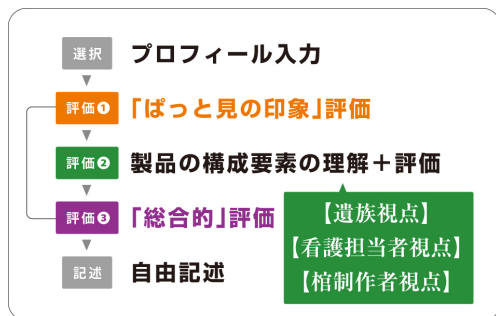 選択 プロフィール入力
評価❶ 「ぱっと見の印象」評価
評価❷ 製品の構成要素の理解＋評価
【遺族視点】
【看護担当者視点】
【棺制作者視点】
評価❸ 「総合的」評価
記述 自由記述